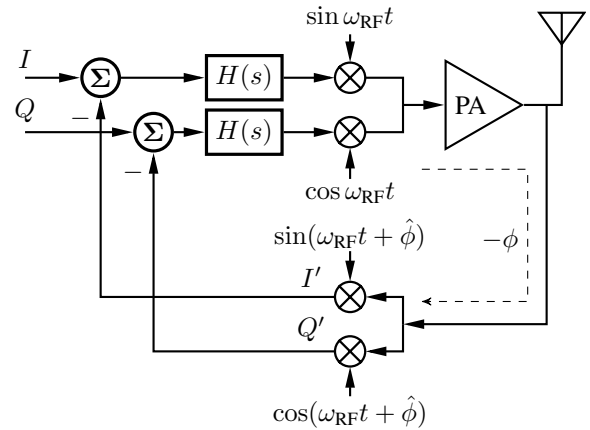 sin ω_RF t
I
Σ
H(s)
−
Q
Σ
H(s)
PA
−
cos ω_RF t
sin(ω_RF t + φ̂)
−φ
I′
Q′
cos(ω_RF t + φ̂)